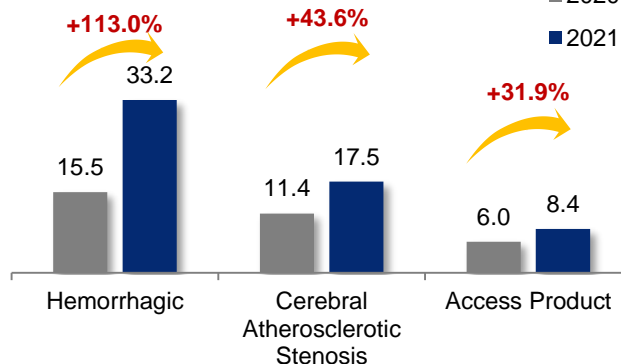 2020
2021
+113.0%
+43.6%
+31.9%
33.2
15.5
17.5
11.4
8.4
6.0
Hemorrhagic
Cerebral
Atherosclerotic
Stenosis
Access Product